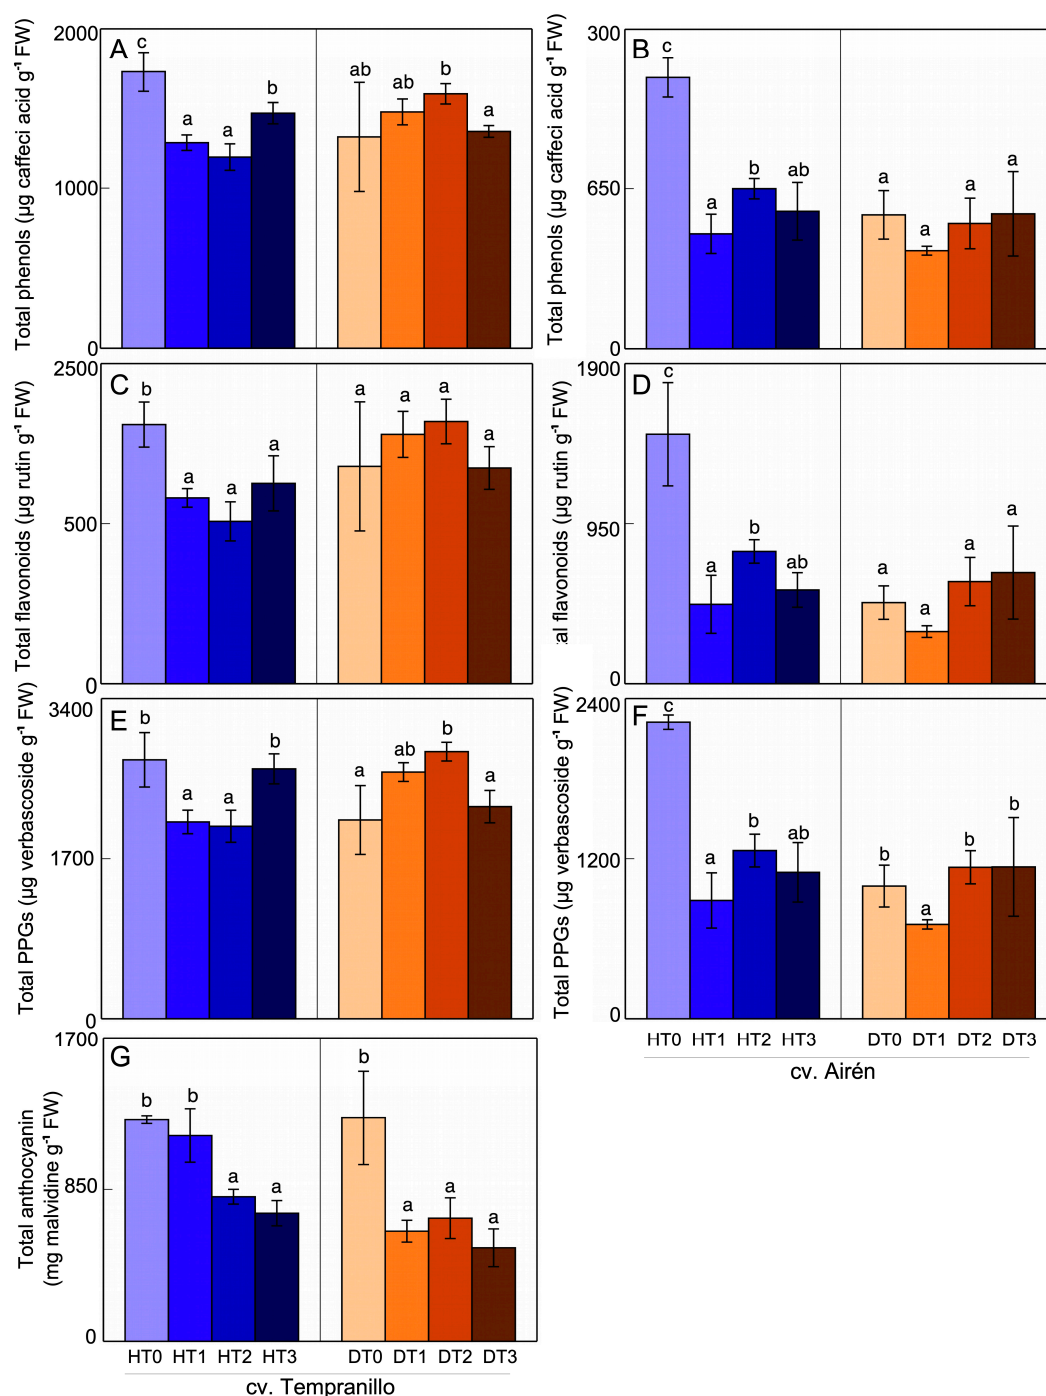 Total phenols (µg caffeci acid g⁻¹ FW)
2000
1000
0
A
c
a
a
b
ab
ab
b
a
Total phenols (µg caffeci acid g⁻¹ FW)
300
650
0
B
c
a
b
ab
a
a
a
a
Total flavonoids (µg rutin g⁻¹ FW)
2500
500
0
C
b
a
a
a
a
a
a
a
al flavonoids (µg rutin g⁻¹ FW)
1900
950
0
D
c
a
b
ab
a
a
a
a
Total PPGs (µg verbascoside g⁻¹ FW)
3400
1700
0
E
b
a
a
b
a
ab
b
a
Total PPGs (µg verbascoside g⁻¹ FW)
2400
1200
0
F
c
a
b
ab
b
a
b
b
HT0 HT1 HT2 HT3 DT0 DT1 DT2 DT3
cv. Airén
Total anthocyanin
(mg malvidine g⁻¹ FW)
1700
850
0
G
b
b
a
a
b
a
a
a
HT0 HT1 HT2 HT3 DT0 DT1 DT2 DT3
cv. Tempranillo